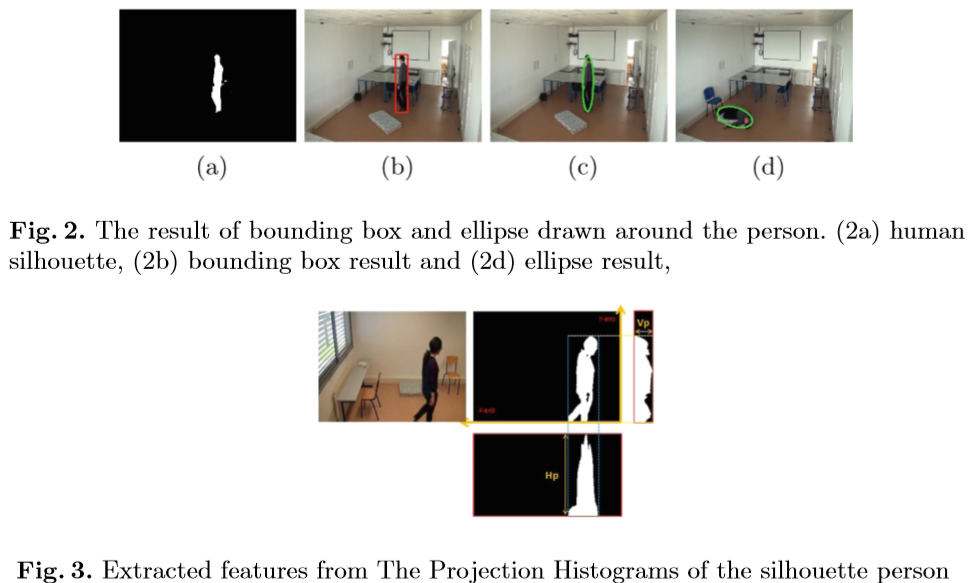 (a) (b) (c) (d)
Fig. 2. The result of bounding box and ellipse drawn around the person. (2a) human
silhouette, (2b) bounding box result and (2d) ellipse result,
Y-axis
Vp
X-axis
Hp
Fig. 3. Extracted features from The Projection Histograms of the silhouette person